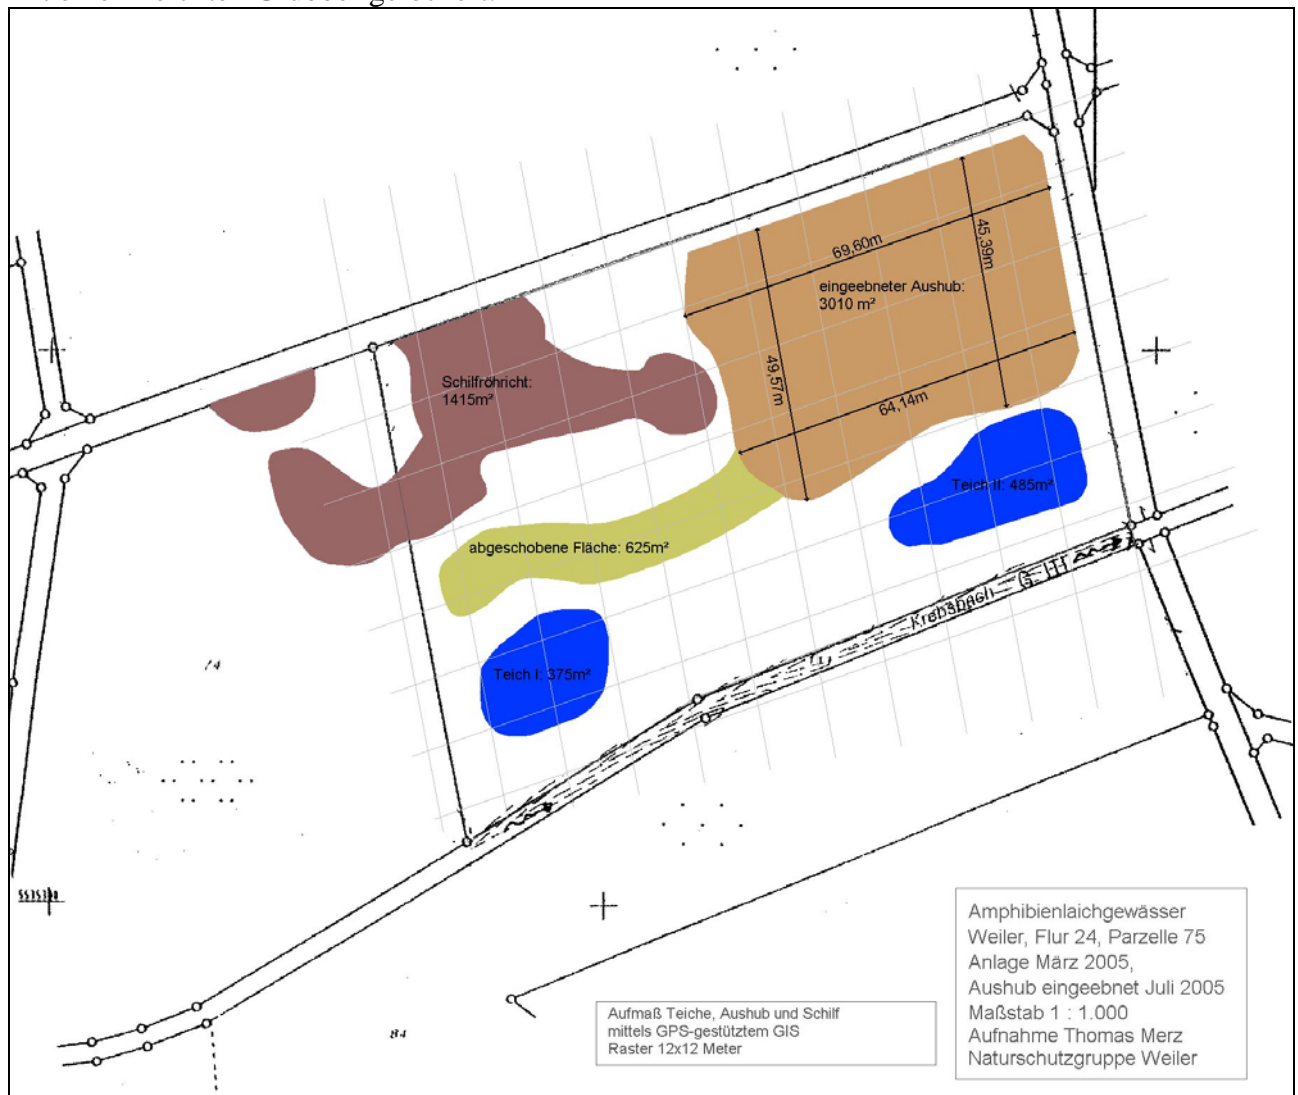 69,60m
45,39m
eingeebneter Aushub:
3010 m²
Schilfröhricht:
1415m²
49,57m
64,14m
Teich II: 485m²
abgeschobene Fläche: 625m²
Krebsbach G. III
Teich I: 375m²
84
Amphibienlaichgewässer
Weiler, Flur 24, Parzelle 75
Anlage März 2005,
Aushub eingeebnet Juli 2005
Maßstab 1 : 1.000
Aufnahme Thomas Merz
Naturschutzgruppe Weiler
Aufmaß Teiche, Aushub und Schilf
mittels GPS-gestütztem GIS
Raster 12x12 Meter